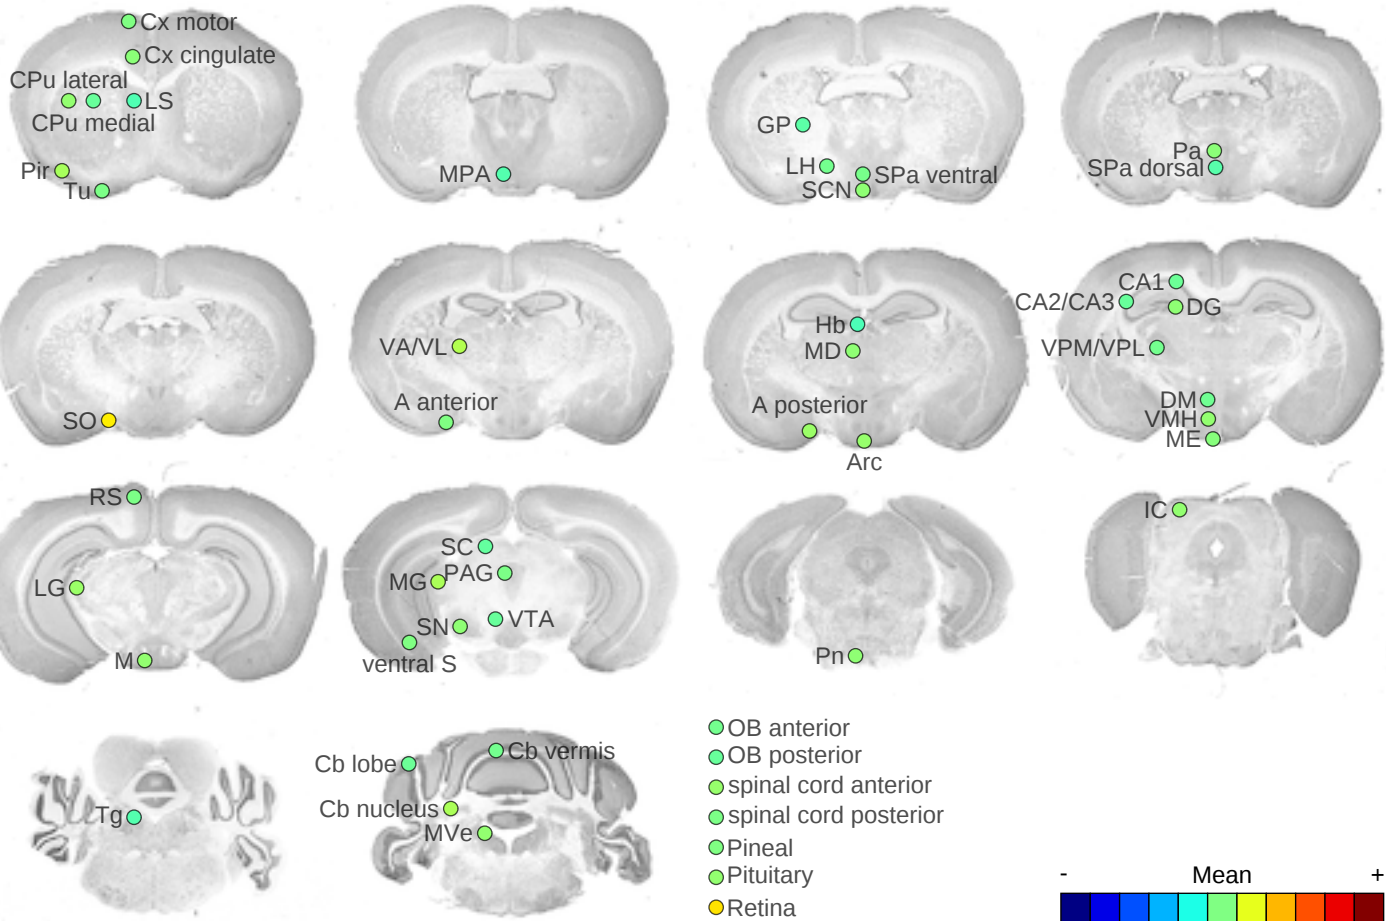 Cx motor
Cx cingulate
CPu lateral
LS
CPu medial
Pir
Tu
MPA
GP
LH
SPa ventral
SCN
Pa
SPa dorsal
SO
VA/VL
A anterior
Hb
MD
A posterior
Arc
CA1
CA2/CA3
DG
VPM/VPL
DM
VMH
ME
RS
LG
M
SC
PAG
MG
VTA
SN
ventral S
Pn
IC
Tg
Cb vermis
Cb lobe
Cb nucleus
MVe
OB anterior
OB posterior
spinal cord anterior
spinal cord posterior
Pineal
Pituitary
Retina
- Mean +